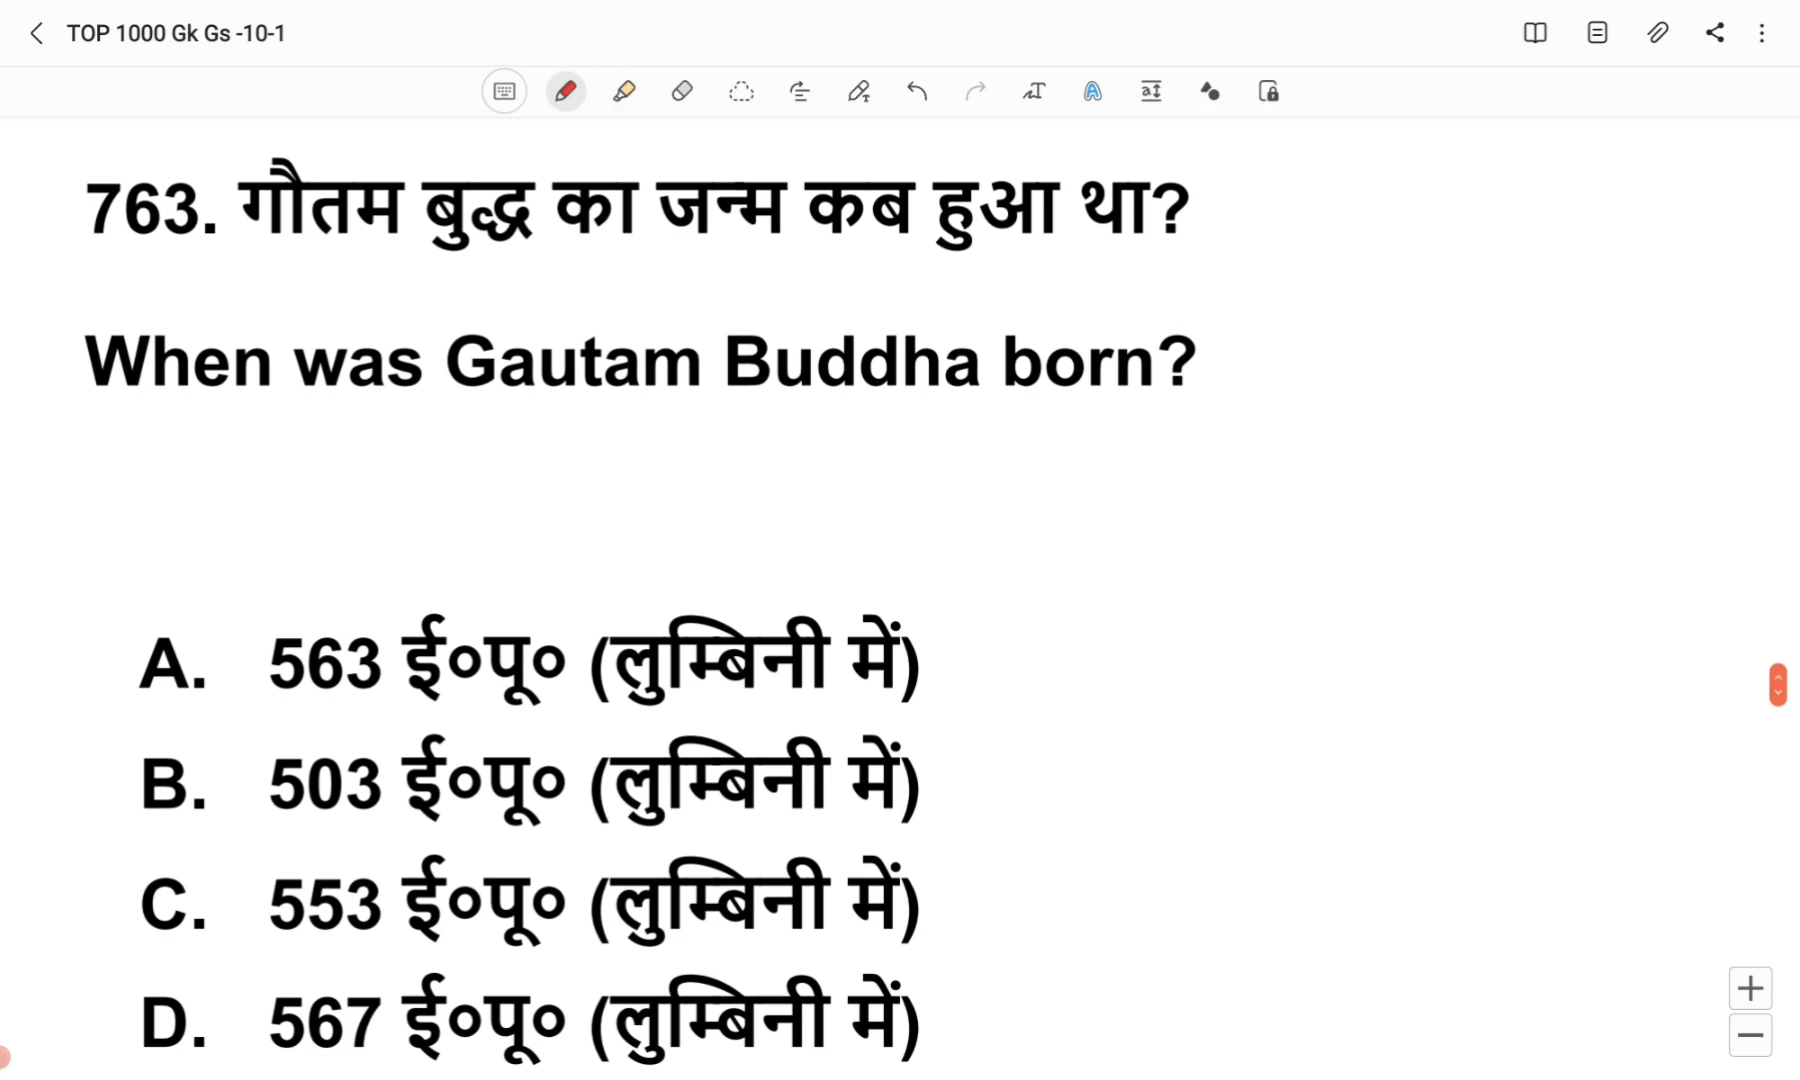 TOP 1000 Gk Gs -10-1
763. गौतम बुद्ध का जन्म कब हुआ था?
When was Gautam Buddha born?
A. 563 ई०पू० (लुम्बिनी में)
B. 503 ई०पू० (लुम्बिनी में)
C. 553 ई०पू० (लुम्बिनी में)
D. 567 ई०पू० (लुम्बिनी में)